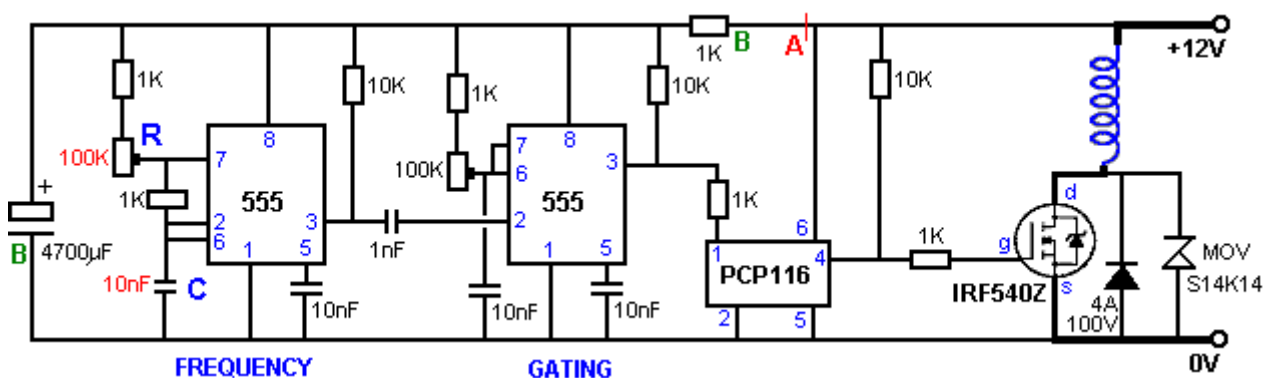 B
1K
A
+12V
1K
10K
1K
10K
10K
R
8
8
100K
7
7
6
3
100K
555
555
1K
1K
2
6
3
2
1nF
1
5
1
5
+
B
4700µF
10nF
C
10nF
10nF
10nF
1
6
4
PCP116
2
5
1K
g
d
s
IRF540Z
4A
100V
MOV
S14K14
0V
FREQUENCY
GATING